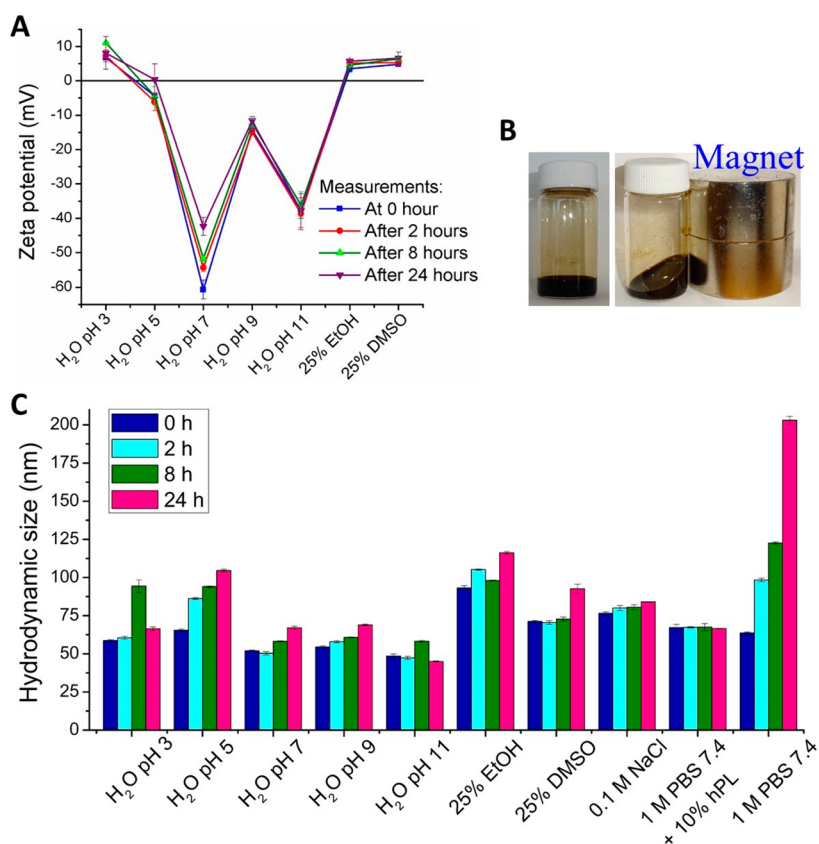 A
Zeta potential (mV)
10
0
-10
-20
-30
-40
-50
-60
Measurements:
At 0 hour
After 2 hours
After 8 hours
After 24 hours
H₂O pH 3
H₂O pH 5
H₂O pH 7
H₂O pH 9
H₂O pH 11
25% EtOH
25% DMSO
B
Magnet
C
Hydrodynamic size (nm)
200
175
150
125
100
75
50
25
0
0 h
2 h
8 h
24 h
H₂O pH 3
H₂O pH 5
H₂O pH 7
H₂O pH 9
H₂O pH 11
25% EtOH
25% DMSO
0.1 M NaCl
1 M PBS 7.4
+ 10% hPL
1 M PBS 7.4